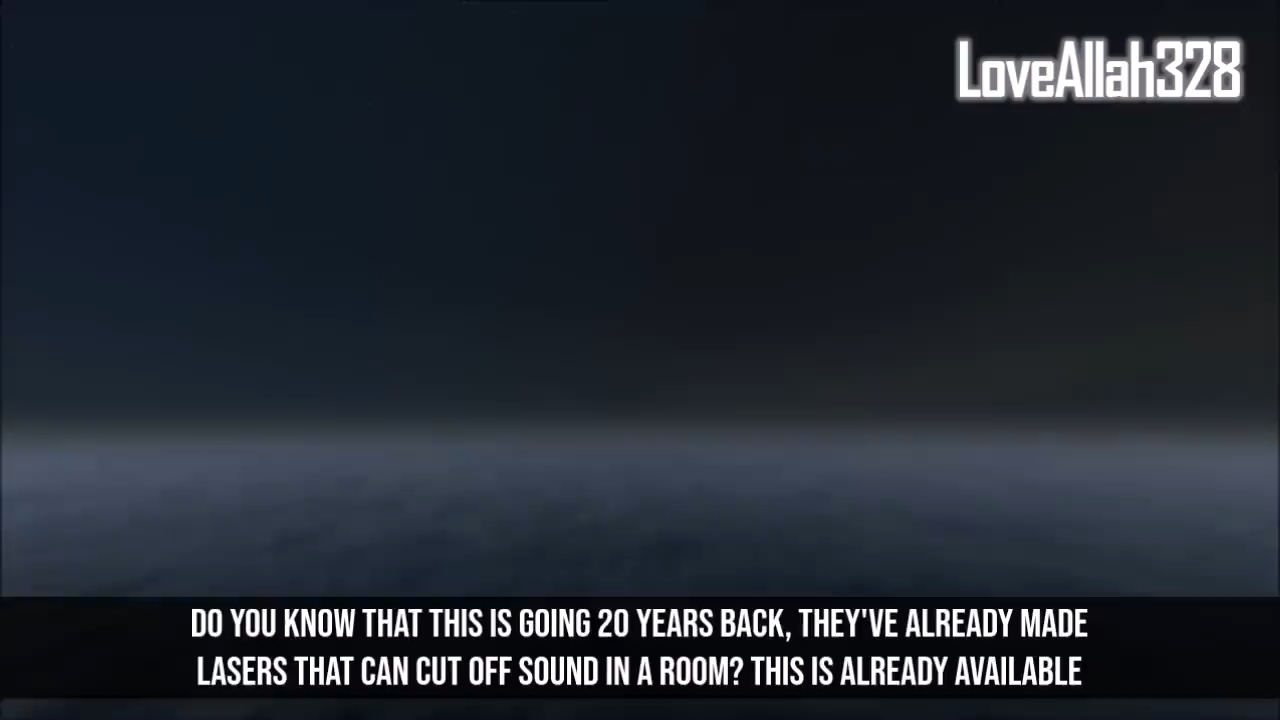 LoveAllah328
DO YOU KNOW THAT THIS IS GOING 20 YEARS BACK, THEY'VE ALREADY MADE
LASERS THAT CAN CUT OFF SOUND IN A ROOM? THIS IS ALREADY AVAILABLE